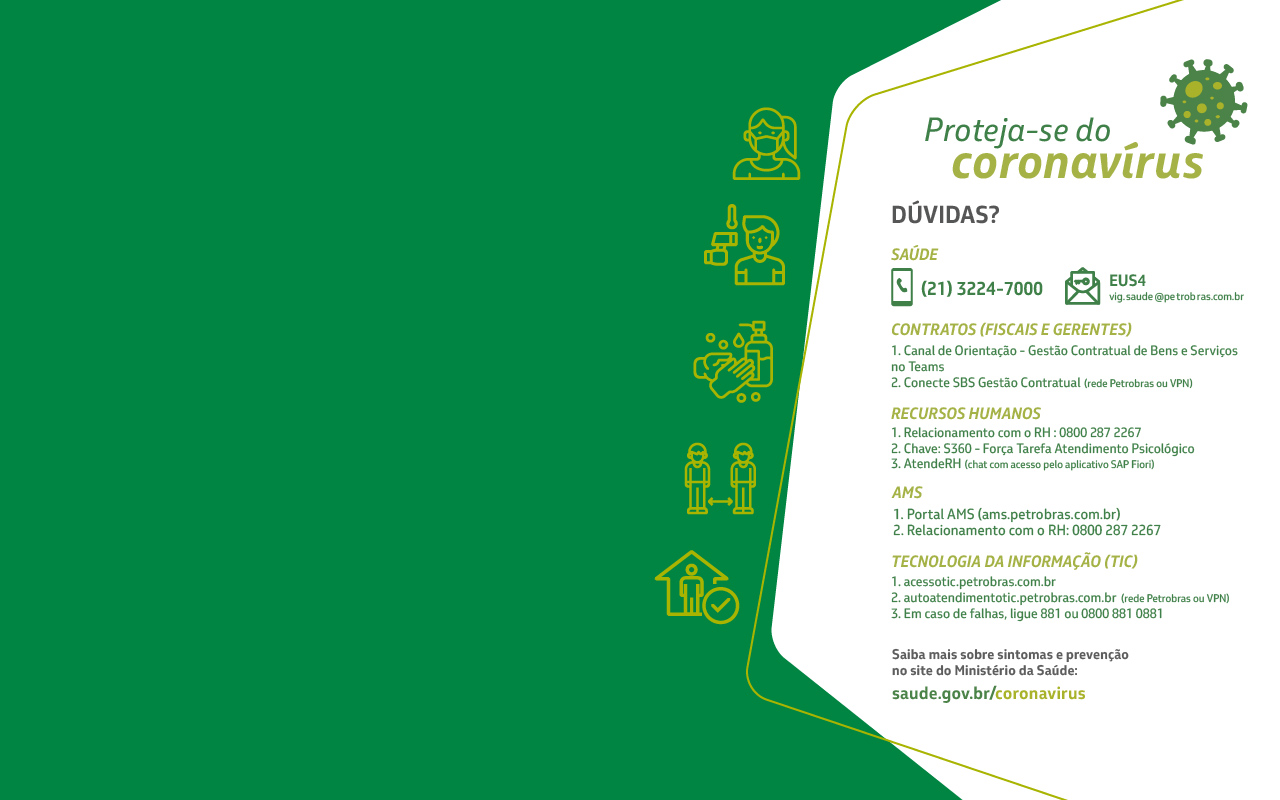 Proteja-se do
coronavírus
DÚVIDAS?
SAÚDE
(21) 3224-7000
EUS4
vig.saude@petrobras.com.br
CONTRATOS (FISCAIS E GERENTES)
1. Canal de Orientação - Gestão Contratual de Bens e Serviços
no Teams
2. Conecte SBS Gestão Contratual (rede Petrobras ou VPN)
RECURSOS HUMANOS
1. Relacionamento com o RH : 0800 287 2267
2. Chave: S360 - Força Tarefa Atendimento Psicológico
3. AtendeRH (chat com acesso pelo aplicativo SAP Fiori)
AMS
1. Portal AMS (ams.petrobras.com.br)
2. Relacionamento com o RH: 0800 287 2267
TECNOLOGIA DA INFORMAÇÃO (TIC)
1. acessotic.petrobras.com.br
2. autoatendimentotic.petrobras.com.br (rede Petrobras ou VPN)
3. Em caso de falhas, ligue 881 ou 0800 881 0881
Saiba mais sobre sintomas e prevenção
no site do Ministério da Saúde:
saude.gov.br/coronavirus